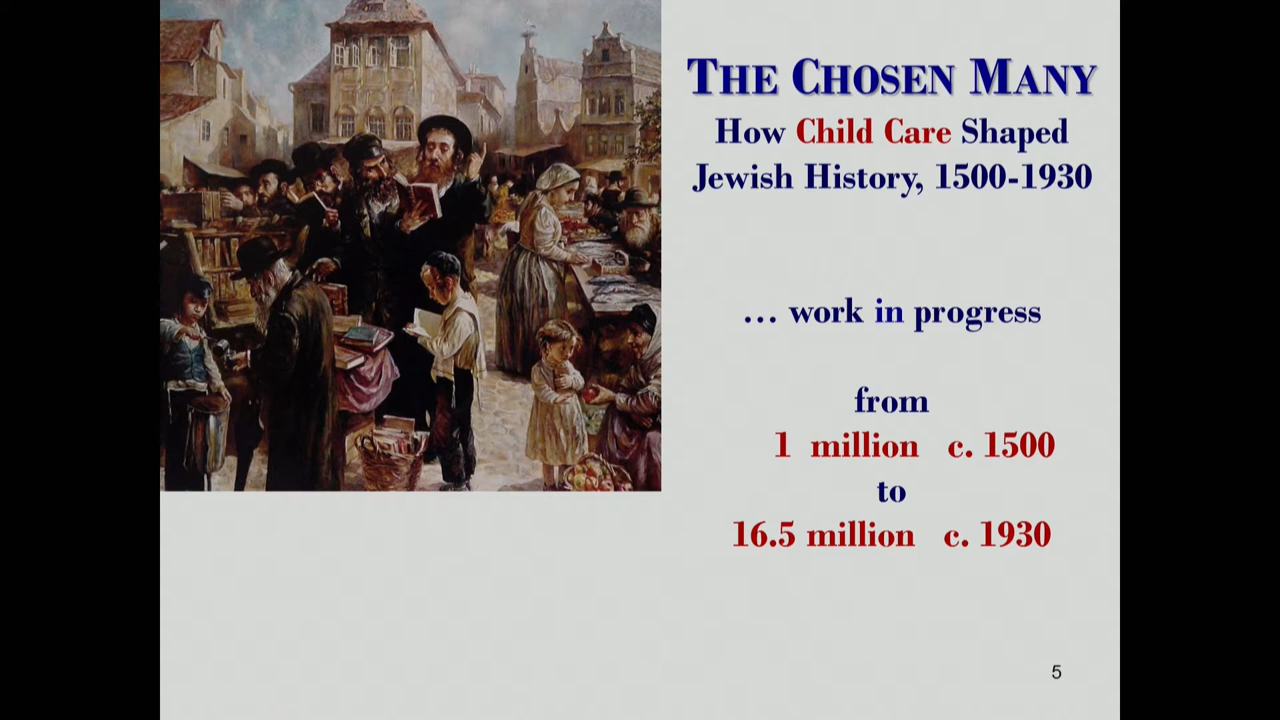 THE CHOSEN MANY
How Child Care Shaped
Jewish History, 1500-1930
… work in progress
from
1 million c. 1500
to
16.5 million c. 1930
5